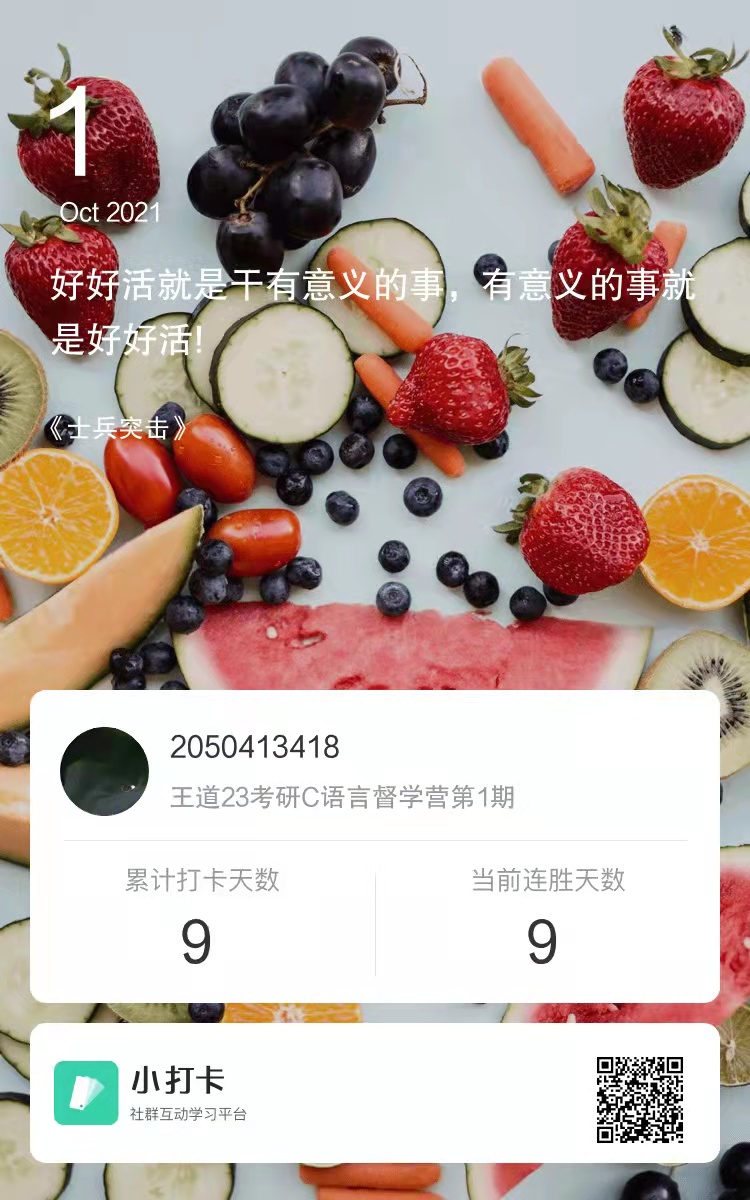 1
Oct 2021
好好活就是干有意义的事，有意义的事就
是好好活!
《士兵突击》
2050413418
王道23考研C语言督学营第1期
累计打卡天数
当前连胜天数
9
9
小打卡
社群互动学习平台